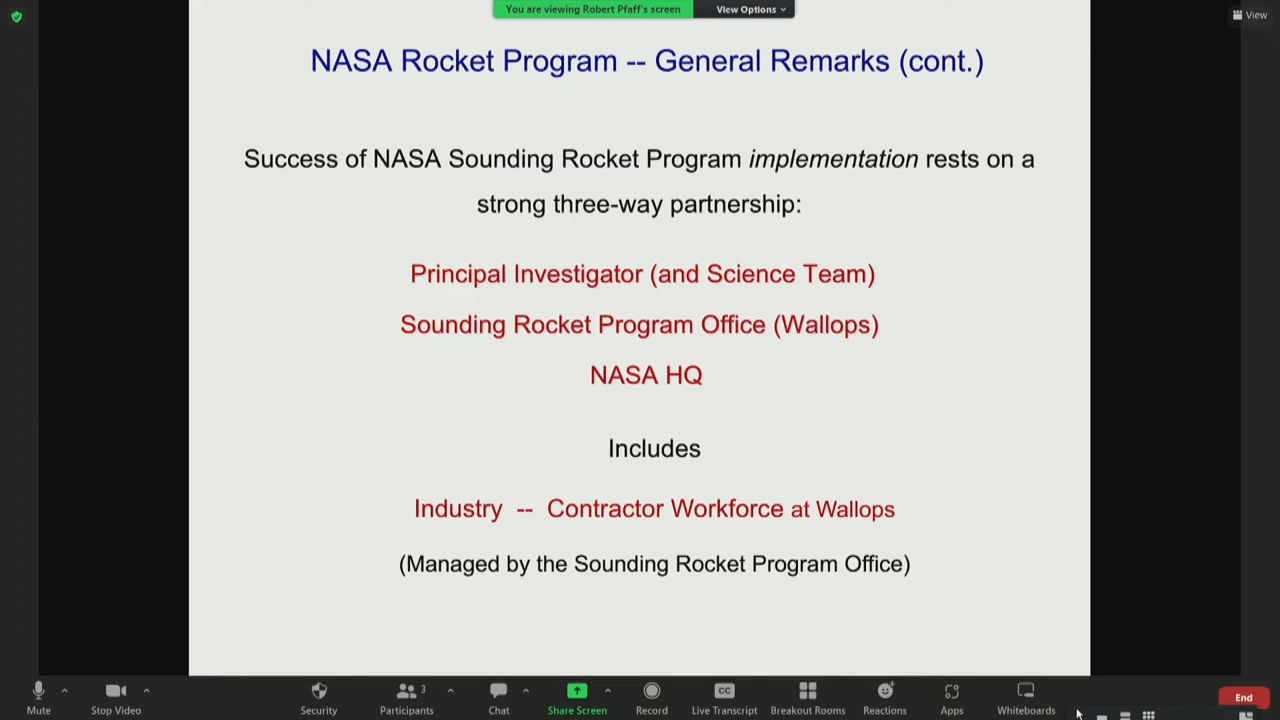 You are viewing Robert Pfaff's screen
View Options
View
NASA Rocket Program -- General Remarks (cont.)
Success of NASA Sounding Rocket Program implementation rests on a
strong three-way partnership:
Principal Investigator (and Science Team)
Sounding Rocket Program Office (Wallops)
NASA HQ
Includes
Industry -- Contractor Workforce at Wallops
(Managed by the Sounding Rocket Program Office)
Mute
Stop Video
Security
Participants 3
Chat
Share Screen
Record
CC
Live Transcript
Breakout Rooms
Reactions
Apps
Whiteboards
End